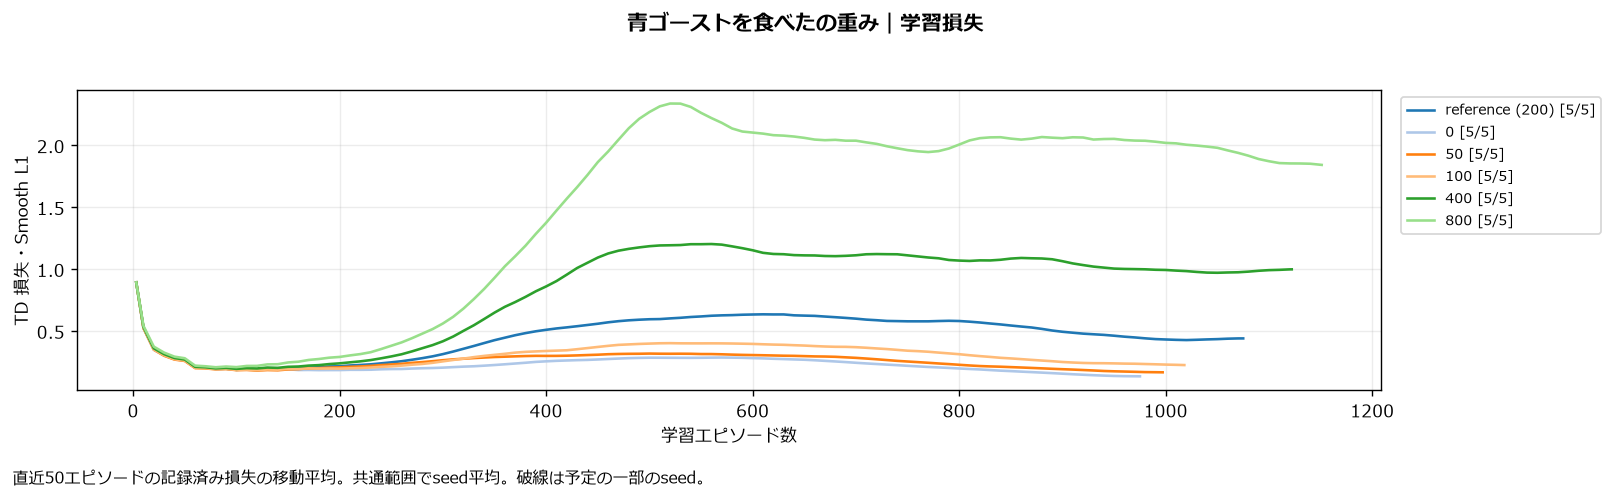 青ゴーストを食べたの重み｜学習損失
TD 損失・Smooth L1
2.0
1.5
1.0
0.5
0 200 400 600 800 1000 1200
学習エピソード数
reference (200) [5/5]
0 [5/5]
50 [5/5]
100 [5/5]
400 [5/5]
800 [5/5]
直近50エピソードの記録済み損失の移動平均。共通範囲でseed平均。破線は予定の一部のseed。